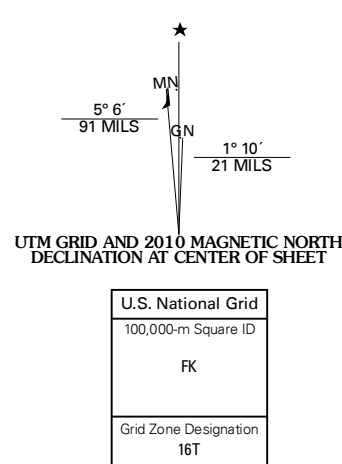 MN
5° 6´
91 MILS
GN
1° 10´
21 MILS
UTM GRID AND 2010 MAGNETIC NORTH
DECLINATION AT CENTER OF SHEET
U.S. National Grid
100,000-m Square ID
FK
Grid Zone Designation
16T